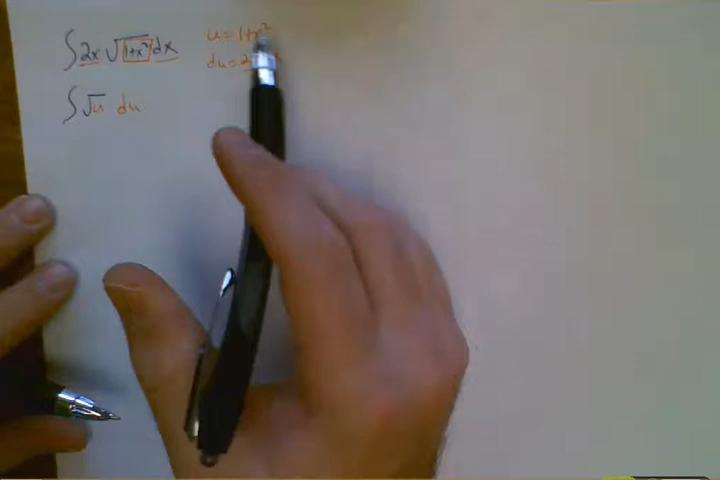 ∫2x√1+x² dx u=1+x²
du=2
∫√u du